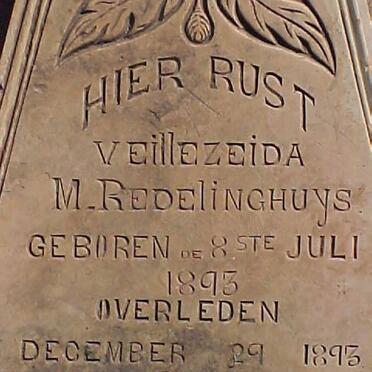 HIER RUST
VEILLEZEIDA
M. REDELINGHUYS
GEBOREN DE 8STE JULI
1893
OVERLEDEN
DECEMBER 29 1893